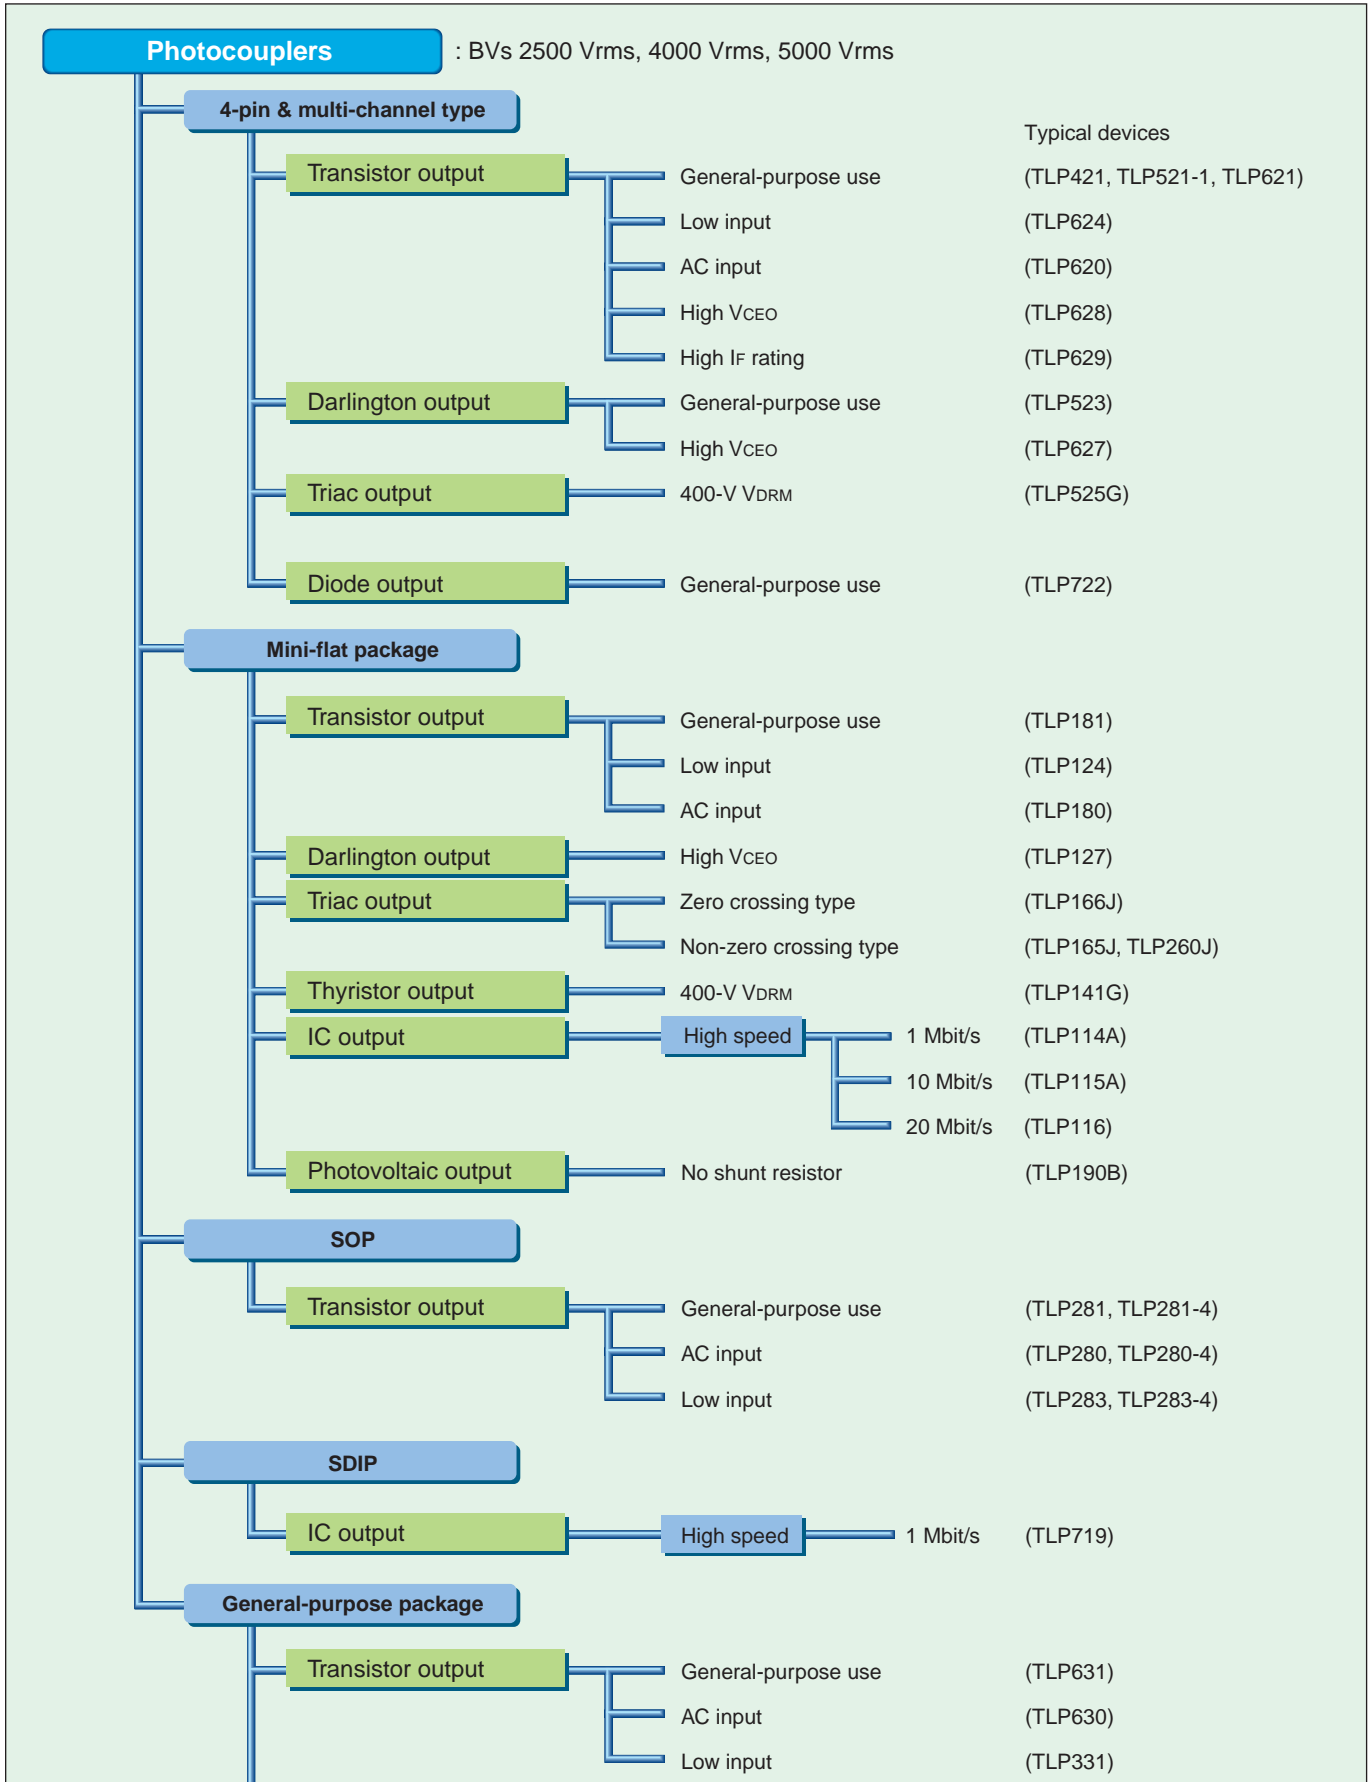 Photocouplers : BVs 2500 Vrms, 4000 Vrms, 5000 Vrms
4-pin & multi-channel type
Typical devices
Transistor output General-purpose use (TLP421, TLP521-1, TLP621)
Low input (TLP624)
AC input (TLP620)
High VCEO (TLP628)
High IF rating (TLP629)
Darlington output General-purpose use (TLP523)
High VCEO (TLP627)
Triac output 400-V VDRM (TLP525G)
Diode output General-purpose use (TLP722)
Mini-flat package
Transistor output General-purpose use (TLP181)
Low input (TLP124)
AC input (TLP180)
Darlington output High VCEO (TLP127)
Triac output Zero crossing type (TLP166J)
Non-zero crossing type (TLP165J, TLP260J)
Thyristor output 400-V VDRM (TLP141G)
IC output High speed 1 Mbit/s (TLP114A)
10 Mbit/s (TLP115A)
20 Mbit/s (TLP116)
Photovoltaic output No shunt resistor (TLP190B)
SOP
Transistor output General-purpose use (TLP281, TLP281-4)
AC input (TLP280, TLP280-4)
Low input (TLP283, TLP283-4)
SDIP
IC output High speed 1 Mbit/s (TLP719)
General-purpose package
Transistor output General-purpose use (TLP631)
AC input (TLP630)
Low input (TLP331)